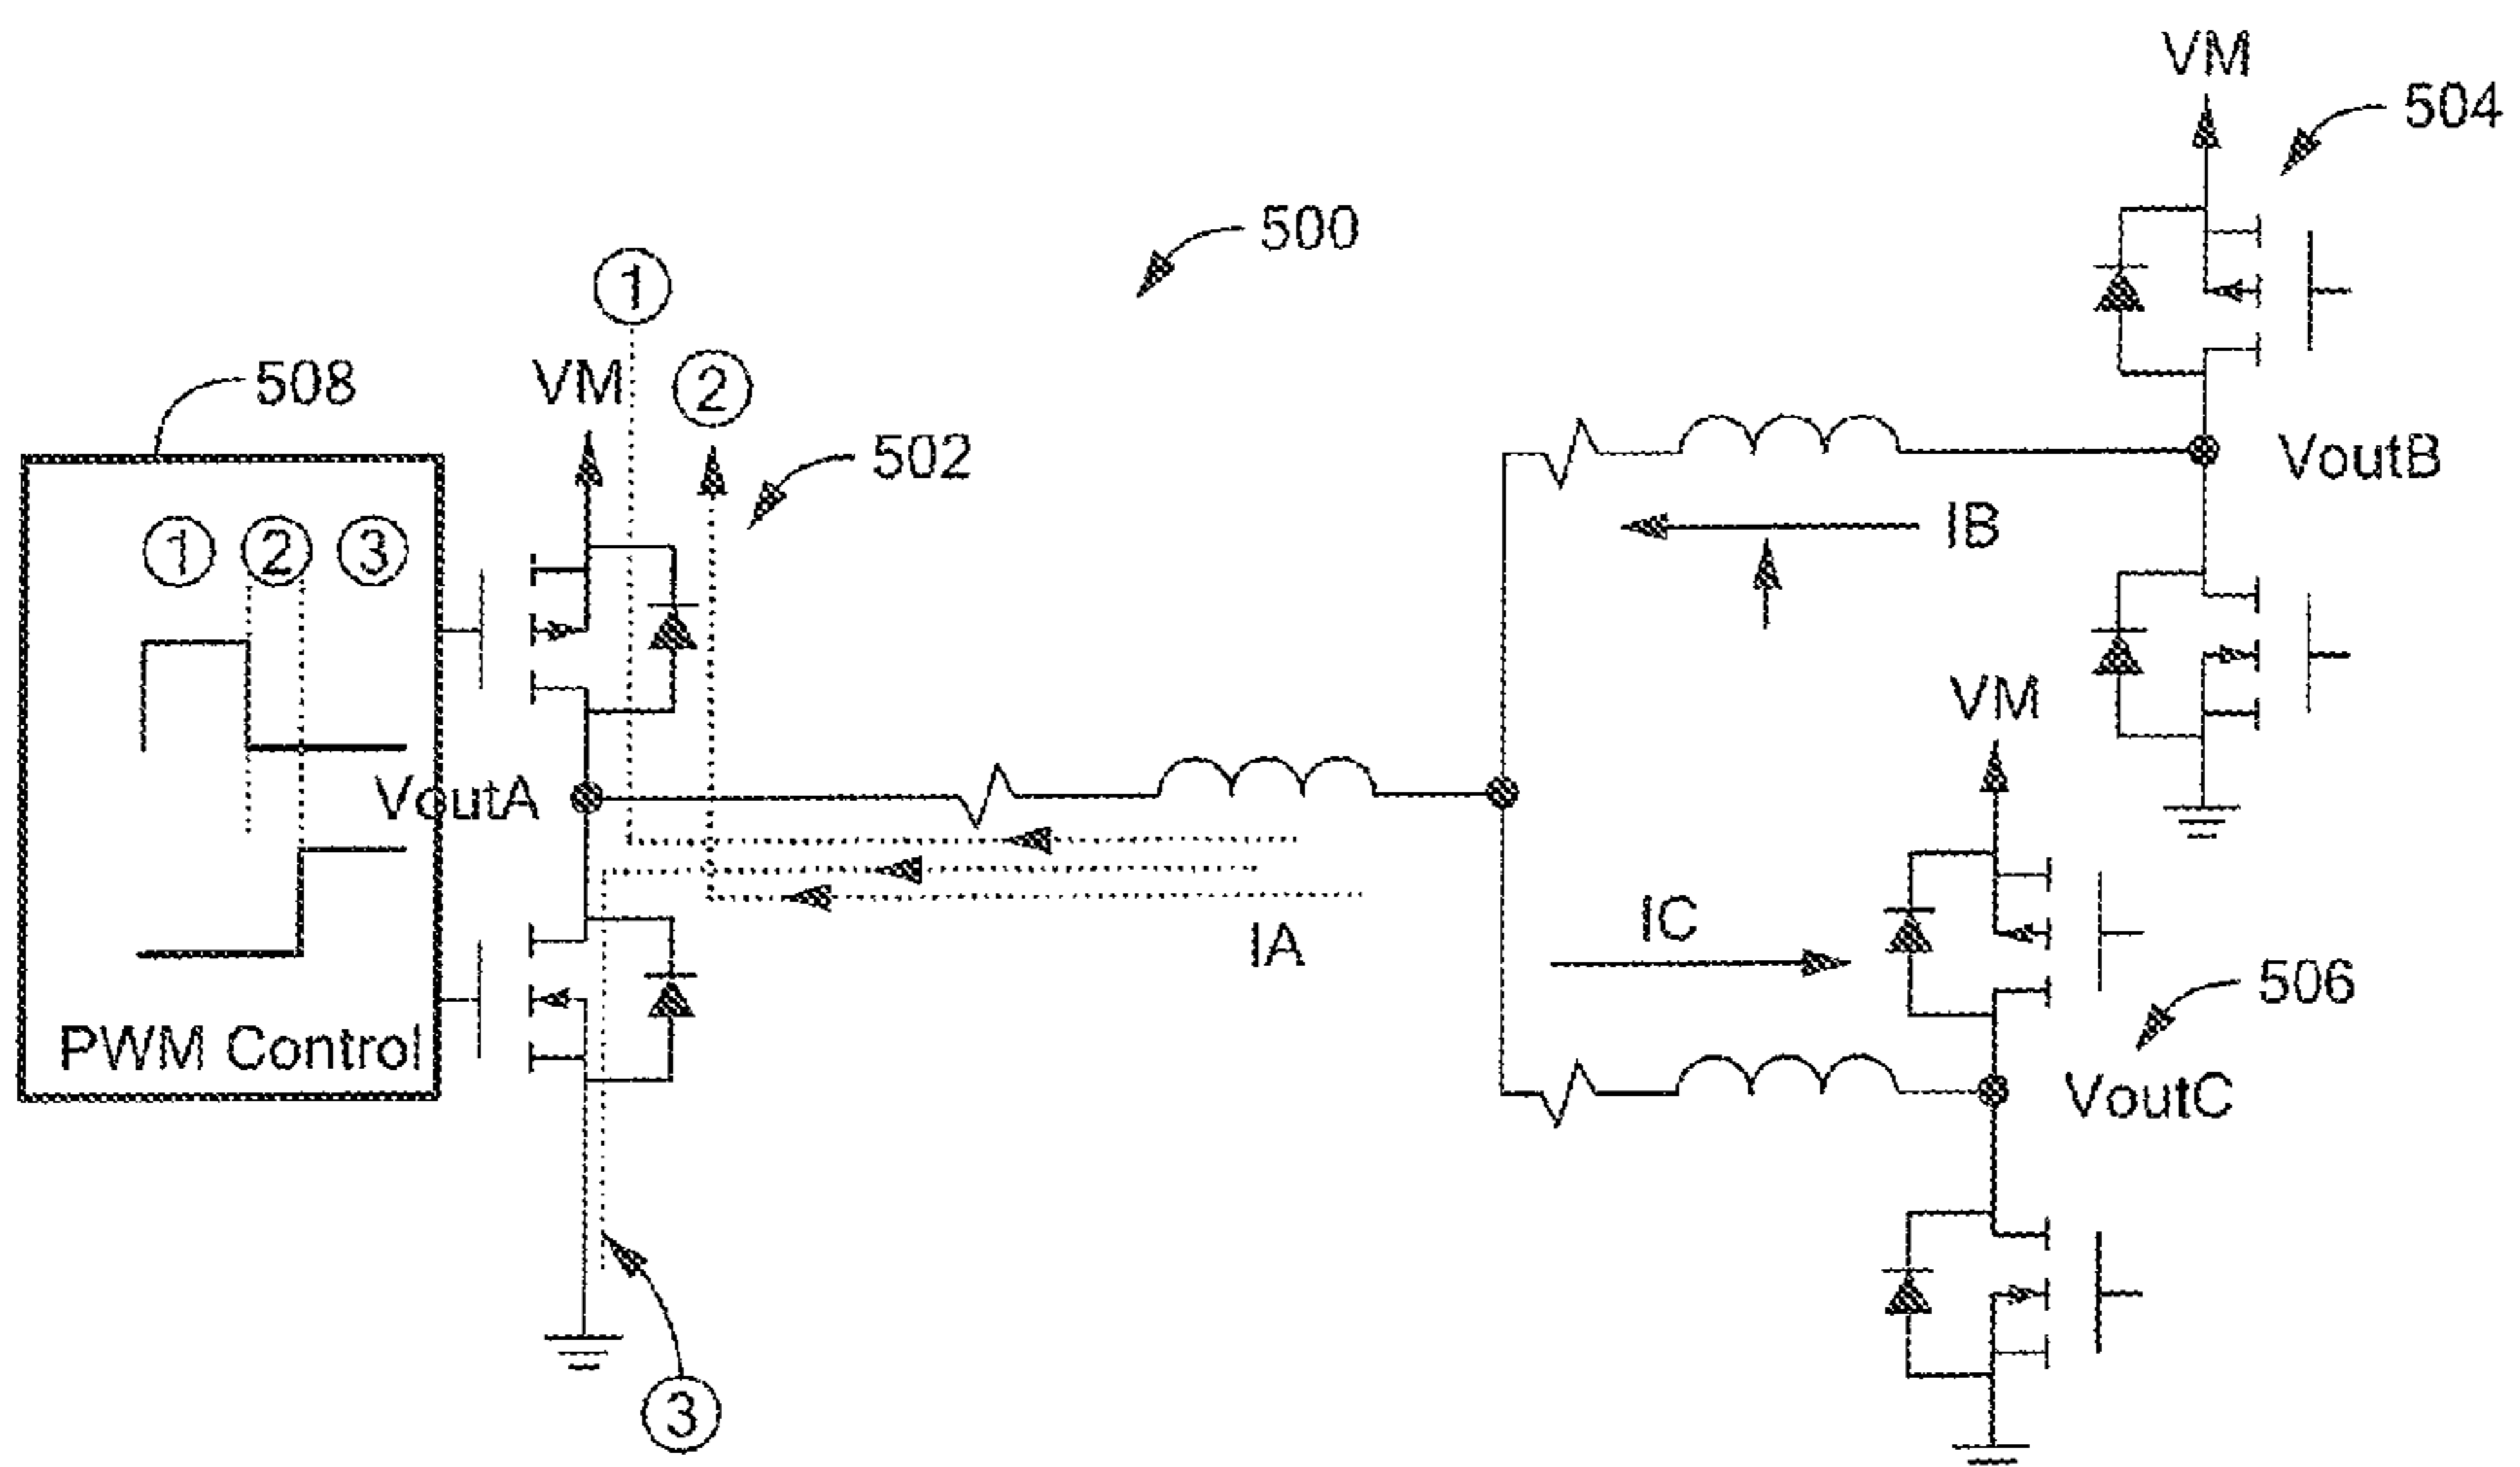 VM
504
500
①
508
VM
②
502
VoutB
① ② ③
IB
VM
VoutA
IC
IA
506
PWM Control
VoutC
③